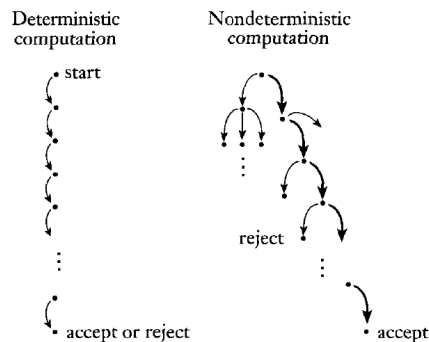 Deterministic
computation
Nondeterministic
computation
start
reject
accept or reject
accept